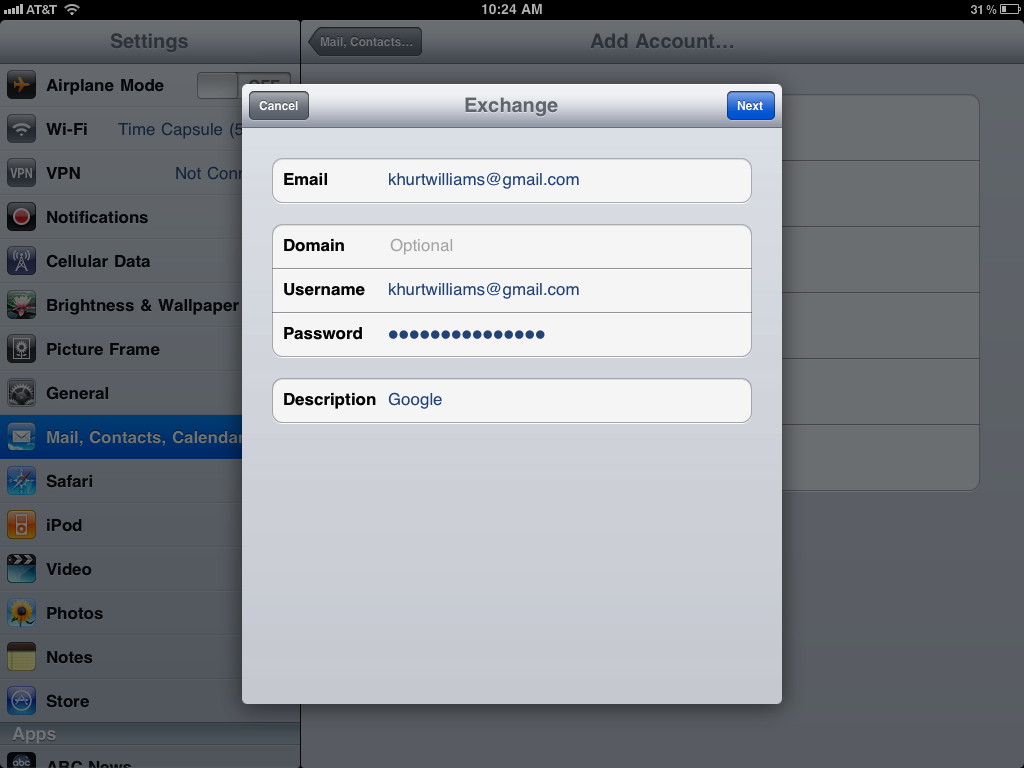 AT&T 10:24 AM 31%
Settings
Mail, Contacts...
Add Account...
Airplane Mode OFF
Wi-Fi Time Capsule (5
VPN VPN Not Conn
Notifications
Cellular Data
Brightness & Wallpaper
Picture Frame
General
Mail, Contacts, Calendar
Safari
iPod
Video
Photos
Notes
Store
Apps
abc ABC News
Cancel Exchange Next
Email khurtwilliams@gmail.com
Domain Optional
Username khurtwilliams@gmail.com
Password ●●●●●●●●●●●●●●
Description Google